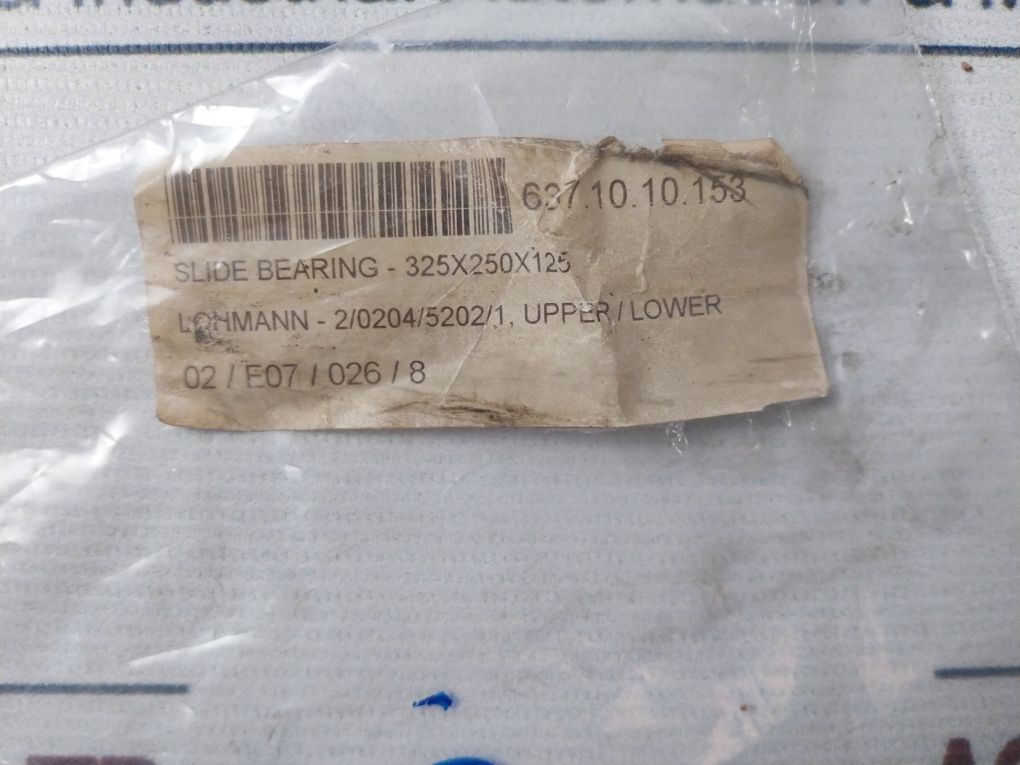 637.10.10.153
SLIDE BEARING - 325X250X125
LOHMANN - 2/0204/5202/1, UPPER / LOWER
02 / E07 / 026 / 8